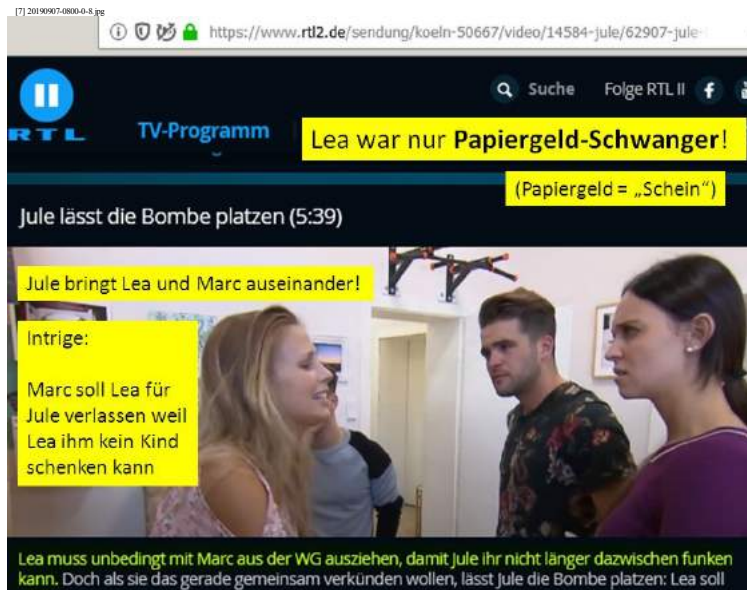 [7] 20190907-0800-0-8.jpg
https://www.rtl2.de/sendung/koeln-50667/video/14584-jule/62907-jule-
RTL
Suche
Folge RTL II
TV-Programm
Lea war nur Papiergeld-Schwanger!
(Papiergeld = „Schein“)
Jule lässt die Bombe platzen (5:39)
Jule bringt Lea und Marc auseinander!
Intrige:
Marc soll Lea für
Jule verlassen weil
Lea ihm kein Kind
schenken kann
Lea muss unbedingt mit Marc aus der WG ausziehen, damit Jule ihr nicht länger dazwischen funken
kann. Doch als sie das gerade gemeinsam verkünden wollen, lässt Jule die Bombe platzen: Lea soll